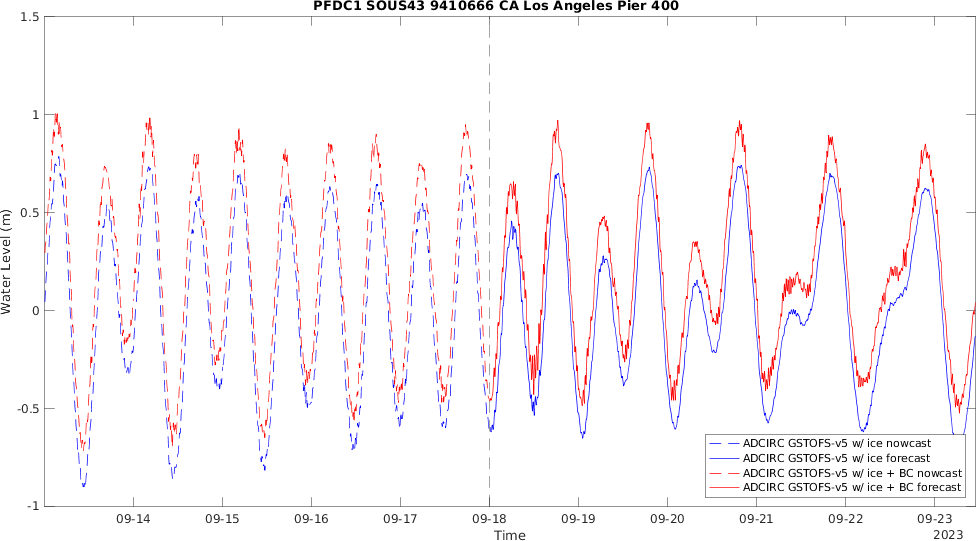 PFDC1 SOUS43 9410666 CA Los Angeles Pier 400
1.5
1
0.5
0
-0.5
-1
Water Level (m)
09-14 09-15 09-16 09-17 09-18 09-19 09-20 09-21 09-22 09-23
Time
2023
ADCIRC GSTOFS-v5 w/ ice nowcast
ADCIRC GSTOFS-v5 w/ ice forecast
ADCIRC GSTOFS-v5 w/ ice + BC nowcast
ADCIRC GSTOFS-v5 w/ ice + BC forecast